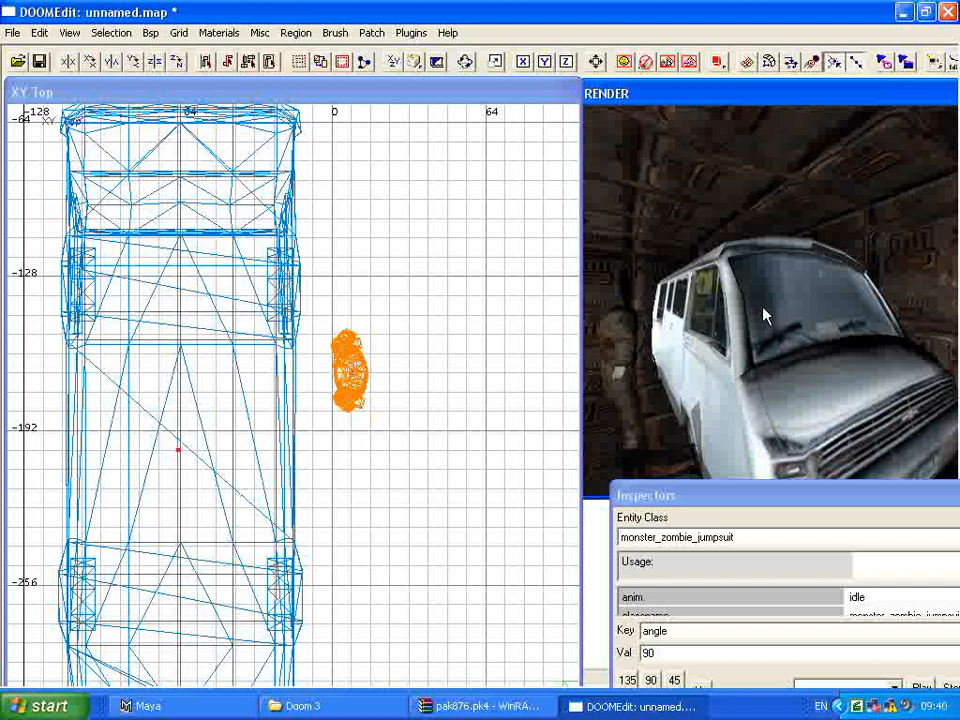 DOOMEdit: unnamed.map *
File Edit View Selection Bsp Grid Materials Misc Region Brush Patch Plugins Help
XY Top
RENDER
-128 0 64
-64 XY Top
-128
-192
-256
Inspectors
Entity Class
monster_zombie_jumpsuit
Usage:
anim. idle
Key angle
Val 90
135 90 45
start Maya Doom 3 pak876.pk4 - WinRA... DOOMEdit: unnamed.... EN 09:40